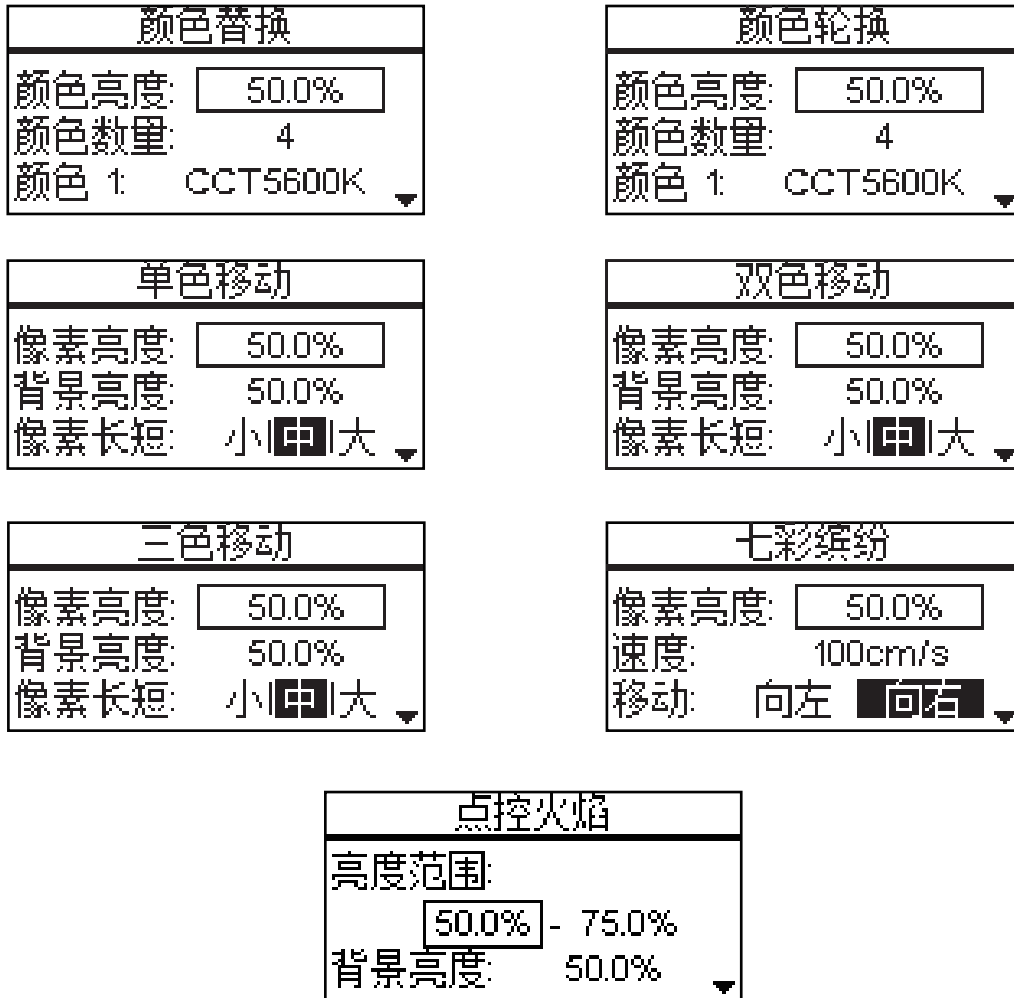 颜色替换
颜色亮度: 50.0%
颜色数量: 4
颜色 1: CCT5600K
颜色轮换
颜色亮度: 50.0%
颜色数量: 4
颜色 1: CCT5600K
单色移动
像素亮度: 50.0%
背景亮度: 50.0%
像素长短: 小|中|大
双色移动
像素亮度: 50.0%
背景亮度: 50.0%
像素长短: 小|中|大
三色移动
像素亮度: 50.0%
背景亮度: 50.0%
像素长短: 小|中|大
七彩缤纷
像素亮度: 50.0%
速度: 100cm/s
移动: 向左 向右
点控火焰
亮度范围:
50.0% - 75.0%
背景亮度: 50.0%